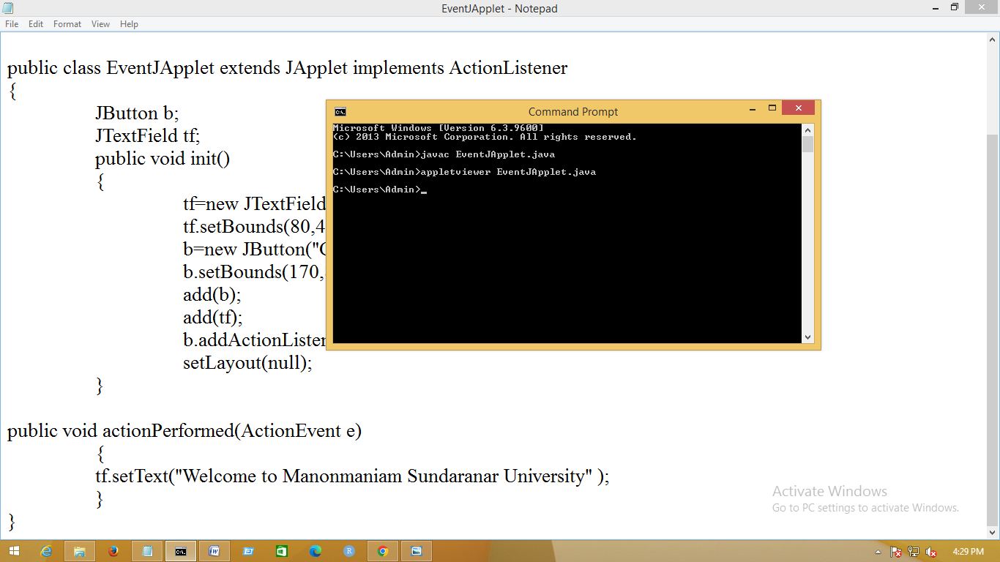 EventJApplet - Notepad
File Edit Format View Help
public class EventJApplet extends JApplet implements ActionListener
{
JButton b;
JTextField tf;
public void init()
{
tf=new JTextField
tf.setBounds(80,4
b=new JButton("
b.setBounds(170,
add(b);
add(tf);
b.addActionListen
setLayout(null);
}
public void actionPerformed(ActionEvent e)
{
tf.setText("Welcome to Manonmaniam Sundaranar University" );
}
}
Command Prompt
Microsoft Windows [Version 6.3.9600]
(c) 2013 Microsoft Corporation. All rights reserved.
C:\Users\Admin>javac EventJApplet.java
C:\Users\Admin>appletviewer EventJApplet.java
C:\Users\Admin>_
Activate Windows
Go to PC settings to activate Windows.
4:29 PM